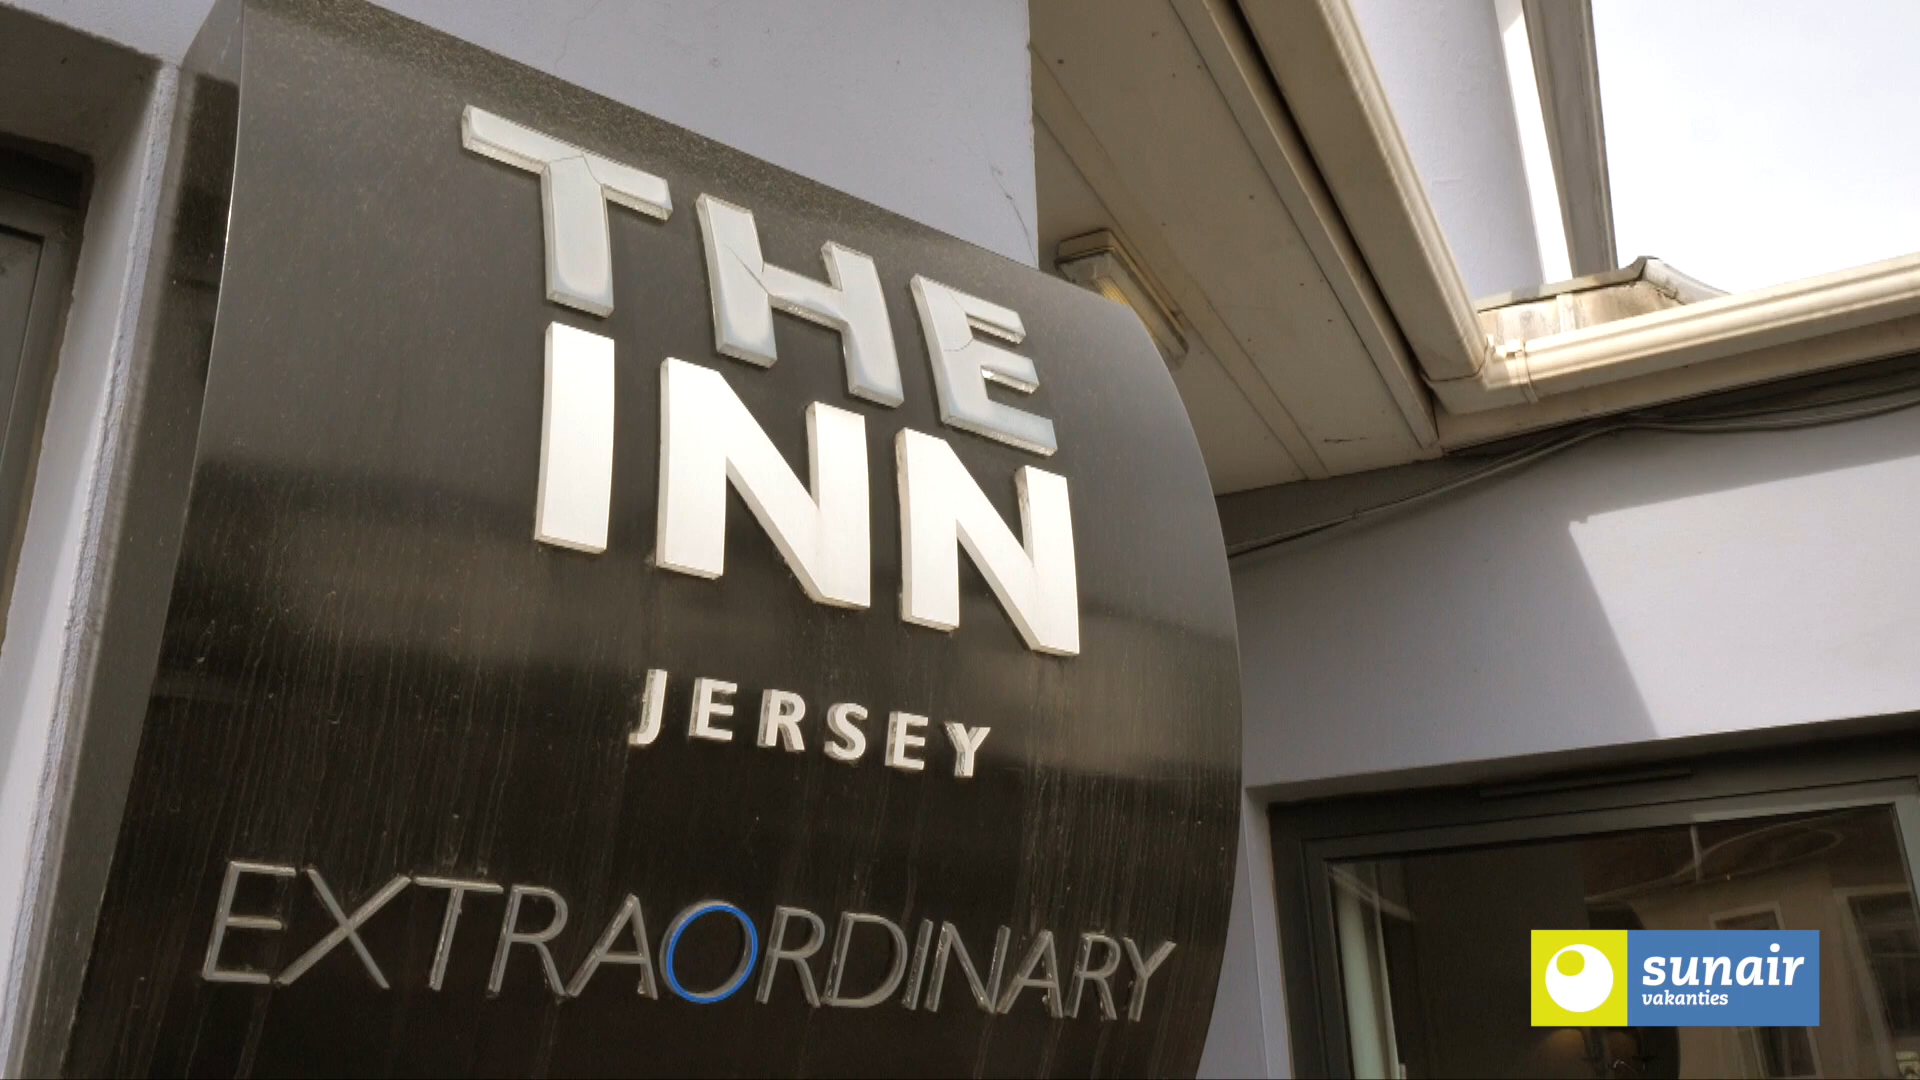 THE
INN
JERSEY
EXTRAORDINARY
sunair
vakanties